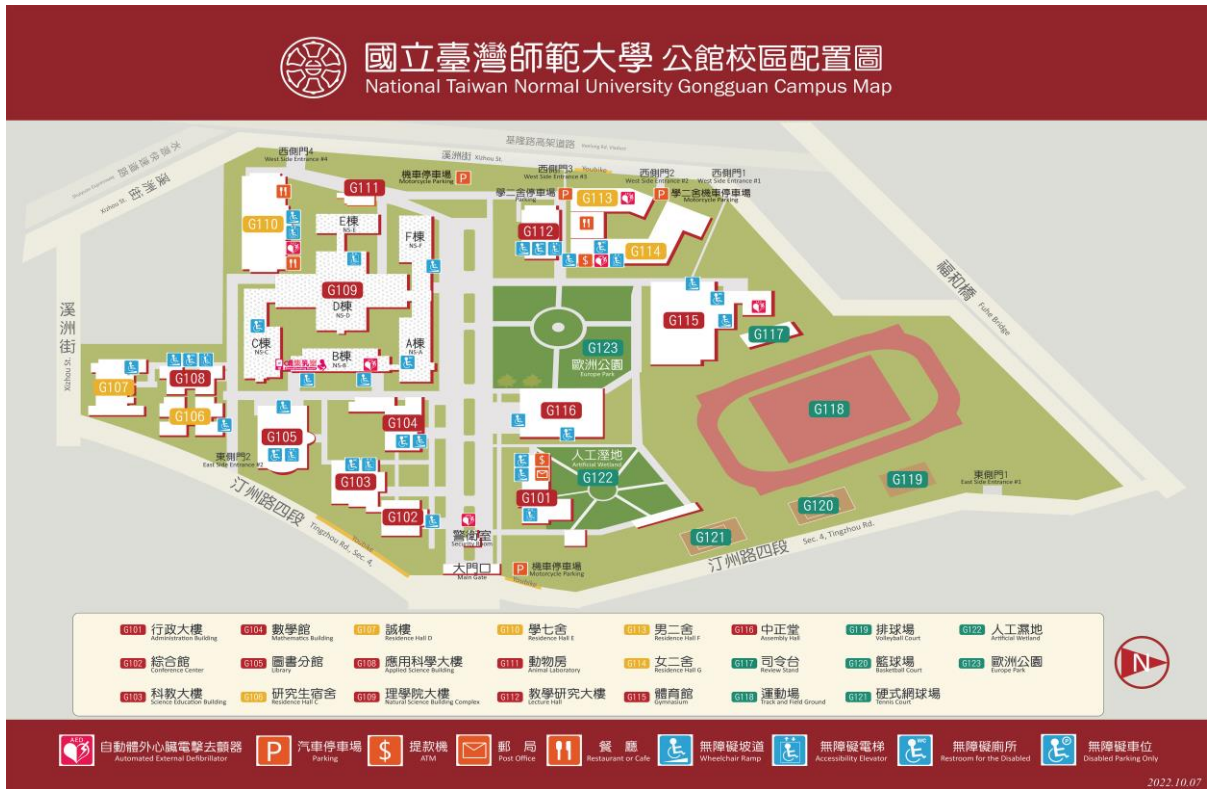 國立臺灣師範大學 公館校區配置圖
National Taiwan Normal University Gongguan Campus Map
基隆路高架道路
溪洲街 Xizhou St.
西側門4
West Side Entrance #4
機車停車場
Motorcycle Parking
P
西側門3
West Side Entrance #3
Youbike
西側門2
West Side Entrance #2
西側門1
West Side Entrance #1
學二舍停車場
Parking
P
P
學二舍機車停車場
Motorcycle Parking
水源快速道路
溪洲街
Xizhou St.
溪洲街
Xizhou St.
福和橋
Fuhe Bridge
G111
G110
E棟
NS-E
F棟
NS-F
G112
G113
G114
$
G109
D棟
NS-D
C棟
NS-C
B棟
NS-B
A棟
NS-A
G115
G117
G123
歐洲公園
Europe Park
G118
G107
G108
G106
G105
G104
G116
東側門2
East Side Entrance #2
G103
G102
人工溼地
Artificial Wetland
G122
$
G101
G119
東側門1
East Side Entrance #1
G120
G121
汀州路四段
Tingzhou Rd., Sec. 4,
Youbike
警衛室
Security Room
大門口
Main Gate
P
機車停車場
Motorcycle Parking
Youbike
汀州路四段
Sec. 4, Tingzhou Rd.
G101 行政大樓
Administration Building
G104 數學館
Mathematics Building
G107 誠樓
Residence Hall D
G110 學七舍
Residence Hall E
G113 男二舍
Residence Hall F
G116 中正堂
Assembly Hall
G119 排球場
Volleyball Court
G122 人工濕地
Artificial Wetland
G102 綜合館
Conference Center
G105 圖書分館
Library
G108 應用科學大樓
Applied Science Building
G111 動物房
Animal Laboratory
G114 女二舍
Residence Hall G
G117 司令台
Review Stand
G120 籃球場
Basketball Court
G123 歐洲公園
Europe Park
G103 科教大樓
Science Education Building
G106 研究生宿舍
Residence Hall C
G109 理學院大樓
Natural Science Building Complex
G112 教學研究大樓
Lecture Hall
G115 體育館
Gymnasium
G118 運動場
Track and Field Ground
G121 硬式網球場
Tennis Court
N
AED
自動體外心臟電擊去顫器
Automated External Defibrillator
P
汽車停車場
Parking
$
提款機
ATM
郵 局
Post Office
餐 廳
Restaurant or Cafe
無障礙坡道
Wheelchair Ramp
無障礙電梯
Accessibility Elevator
無障礙廁所
Restroom for the Disabled
無障礙車位
Disabled Parking Only
2022.10.07